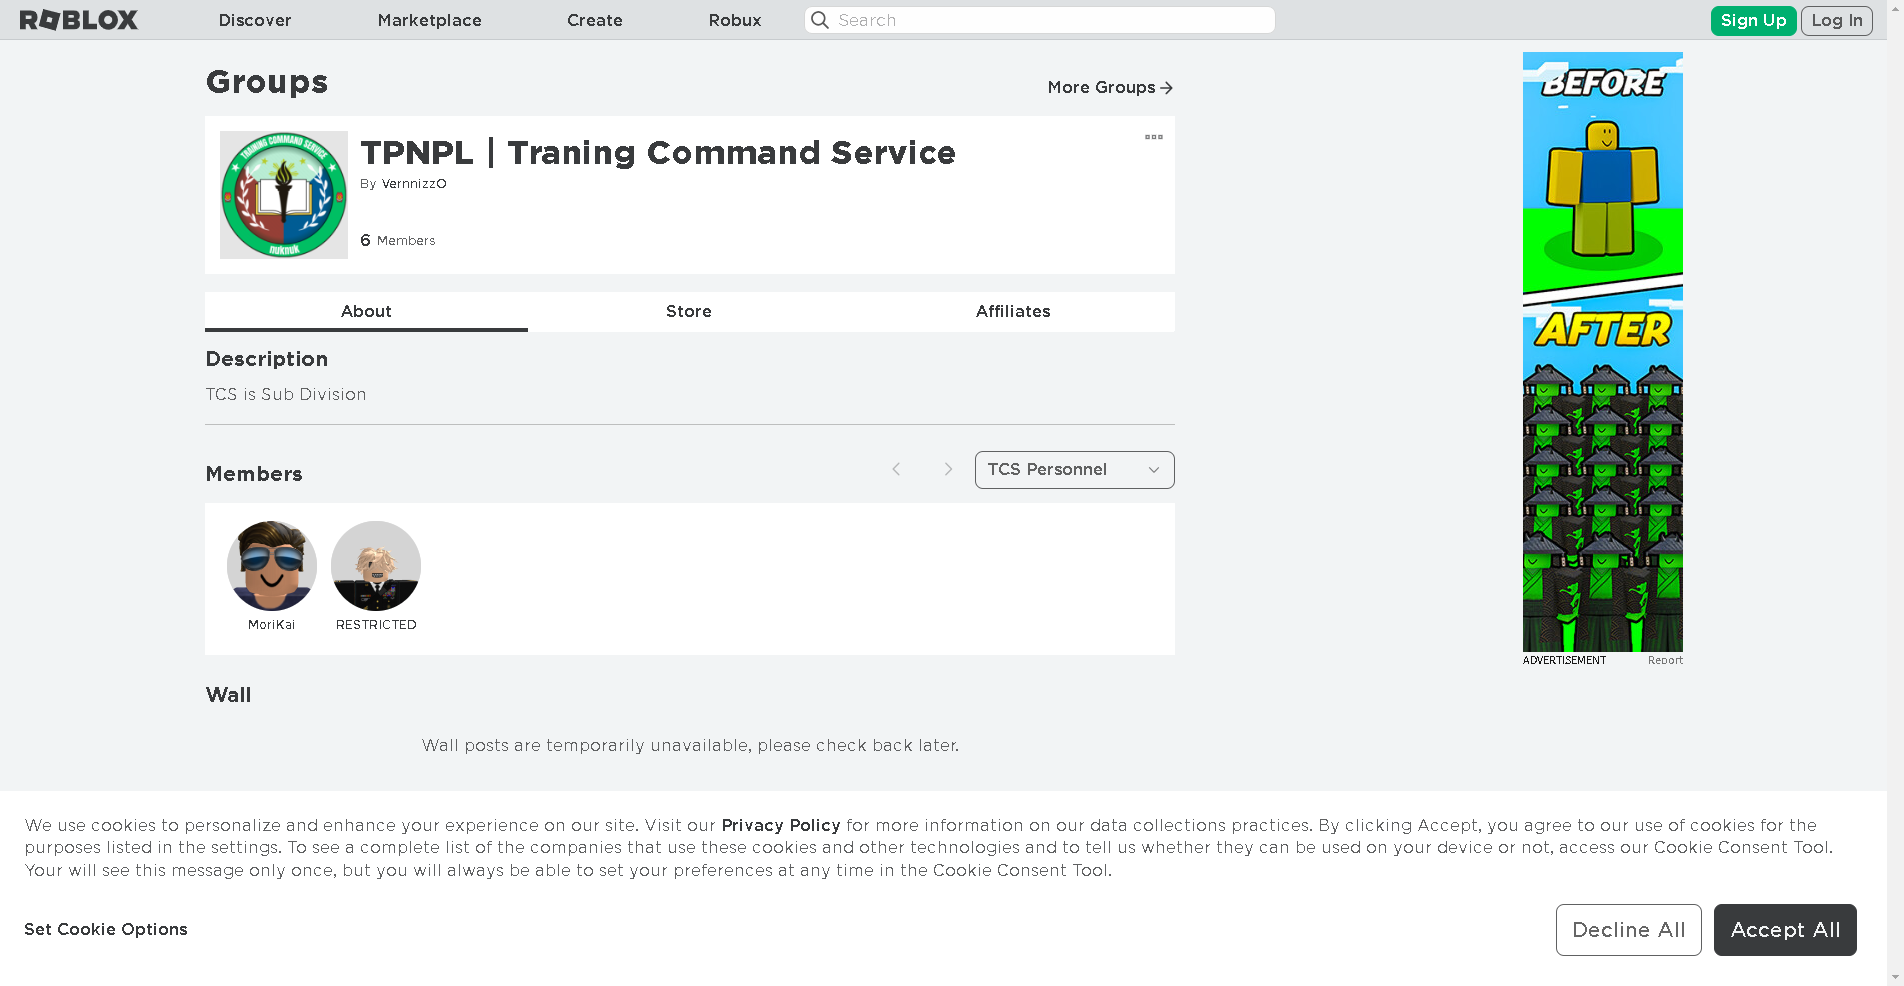 ROBLOX
Discover
Marketplace
Create
Robux
Search
Sign Up
Log In
Groups
More Groups
TRAINING COMMAND SERVICE
nuknuk
TPNPL | Traning Command Service
By VernnizzO
6 Members
About
Store
Affiliates
Description
TCS is Sub Division
Members
TCS Personnel
MoriKai
RESTRICTED
Wall
Wall posts are temporarily unavailable, please check back later.
BEFORE
AFTER
ADVERTISEMENT
Report
We use cookies to personalize and enhance your experience on our site. Visit our Privacy Policy for more information on our data collections practices. By clicking Accept, you agree to our use of cookies for the
purposes listed in the settings. To see a complete list of the companies that use these cookies and other technologies and to tell us whether they can be used on your device or not, access our Cookie Consent Tool.
Your will see this message only once, but you will always be able to set your preferences at any time in the Cookie Consent Tool.
Set Cookie Options
Decline All
Accept All